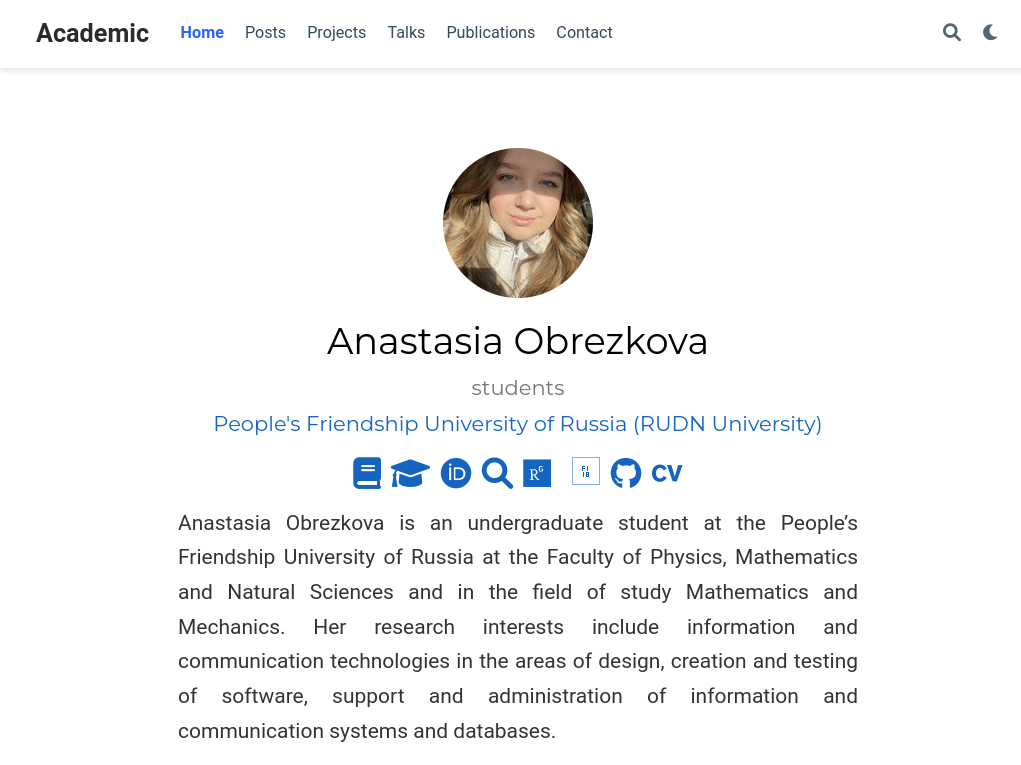 Academic Home Posts Projects Talks Publications Contact
Anastasia Obrezkova
students
People's Friendship University of Russia (RUDN University)
iD RG FI IB CV
Anastasia Obrezkova is an undergraduate student at the People’s
Friendship University of Russia at the Faculty of Physics, Mathematics
and Natural Sciences and in the field of study Mathematics and
Mechanics. Her research interests include information and
communication technologies in the areas of design, creation and testing
of software, support and administration of information and
communication systems and databases.